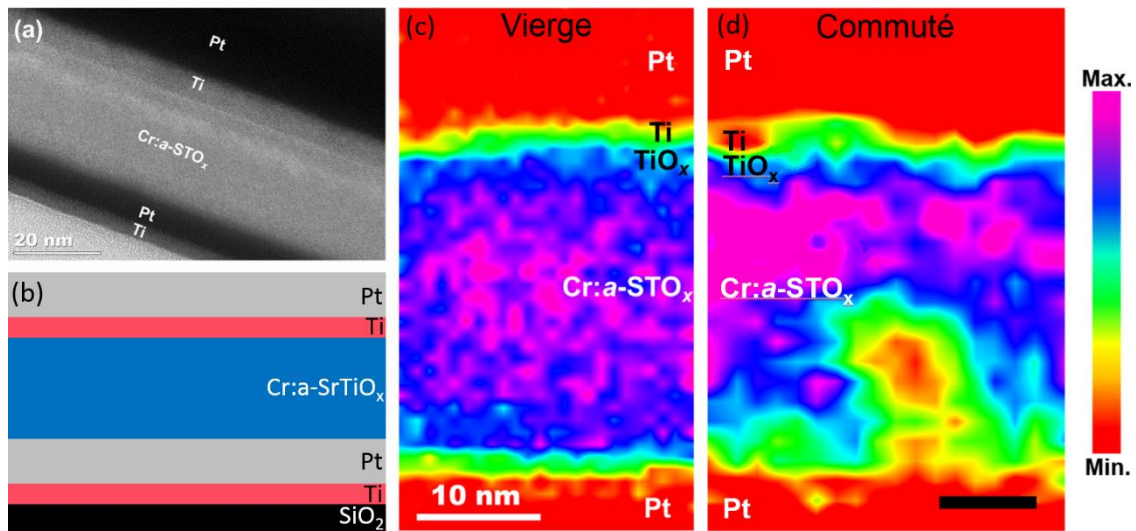 (a)
Pt
Ti
Cr:a-STOx
Pt
Ti
20 nm
(b)
Pt
Ti
Cr:a-SrTiOx
Pt
Ti
SiO2
(c) Vierge
Pt
Ti
TiOx
Cr:a-STOx
10 nm
Pt
(d) Commuté
Pt
Ti
TiOx
Cr:a-STOx
Pt
Max.
Min.